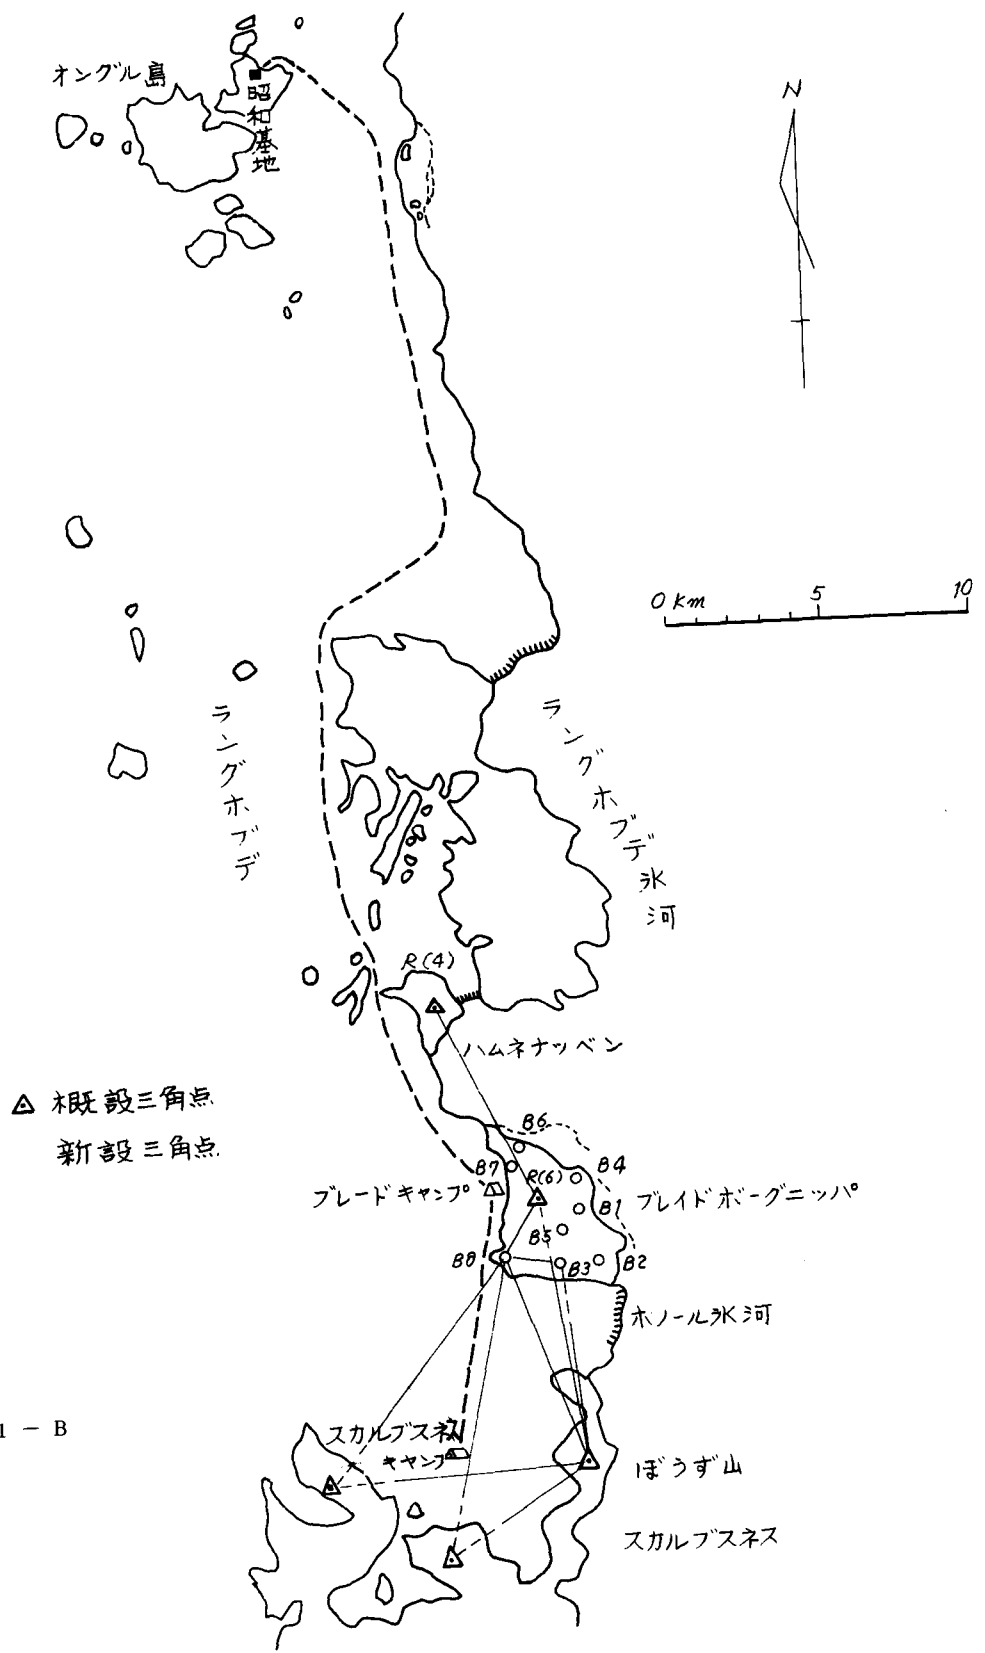 オングル島
昭和基地
N
0 Km 5 10
ラングホブデ
ラングホブデ氷河
R(4)
ハムネナッベン
概設三角点
新設三角点
B6
B7
R(6)
B4
ブレードキャンプ
B1
ブレイドボーグニッパ
B5
B8
B3
B2
ホノール氷河
1 - B
スカルブスネス
キャンプ
ぼうず山
スカルブスネス